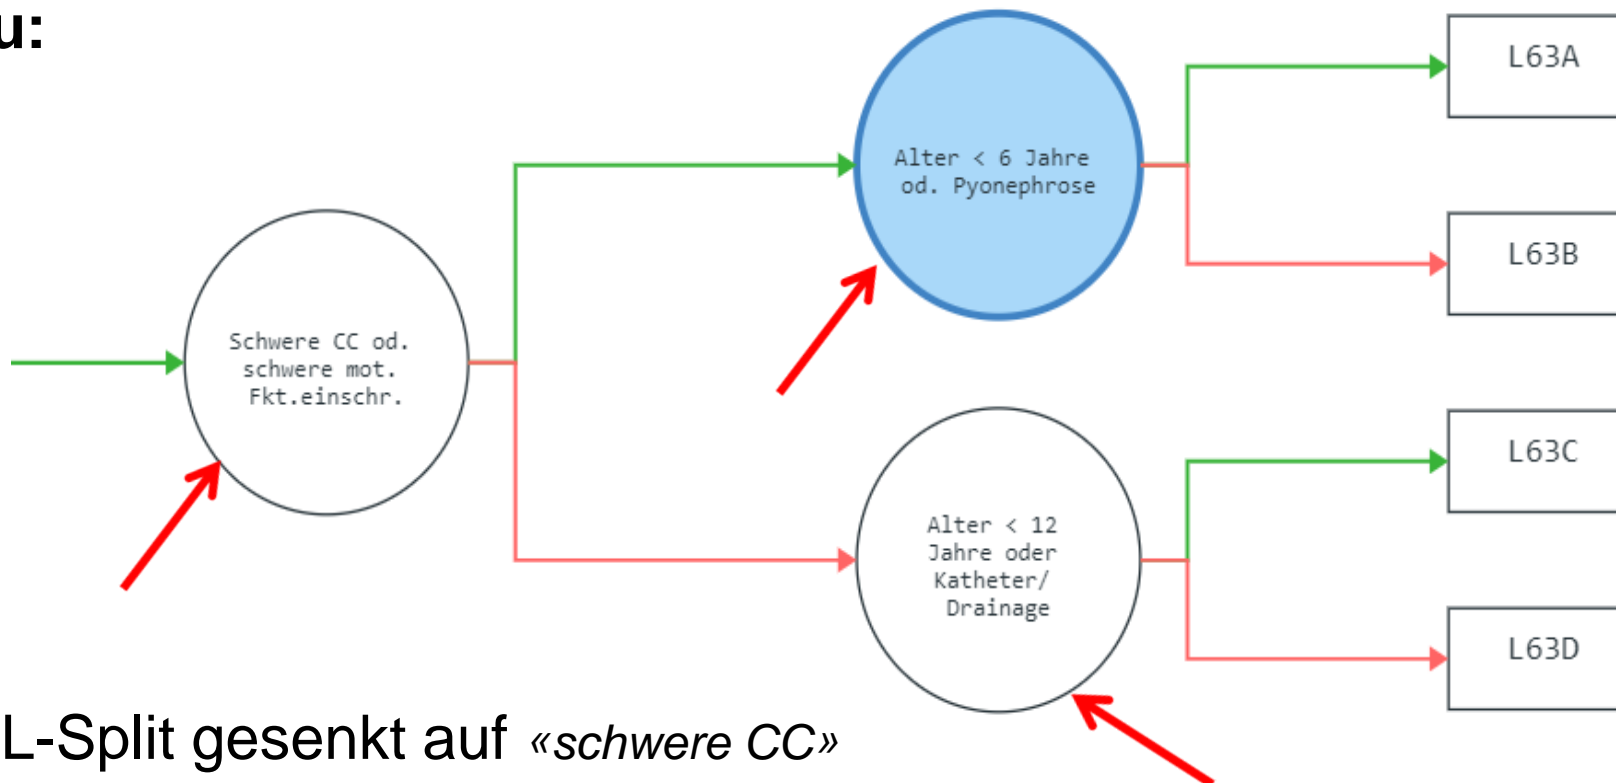 u:
Schwere CC od.
schwere mot.
Fkt.einschr.
Alter < 6 Jahre
od. Pyonephrose
Alter < 12
Jahre oder
Katheter/
Drainage
L63A
L63B
L63C
L63D
L-Split gesenkt auf «schwere CC»